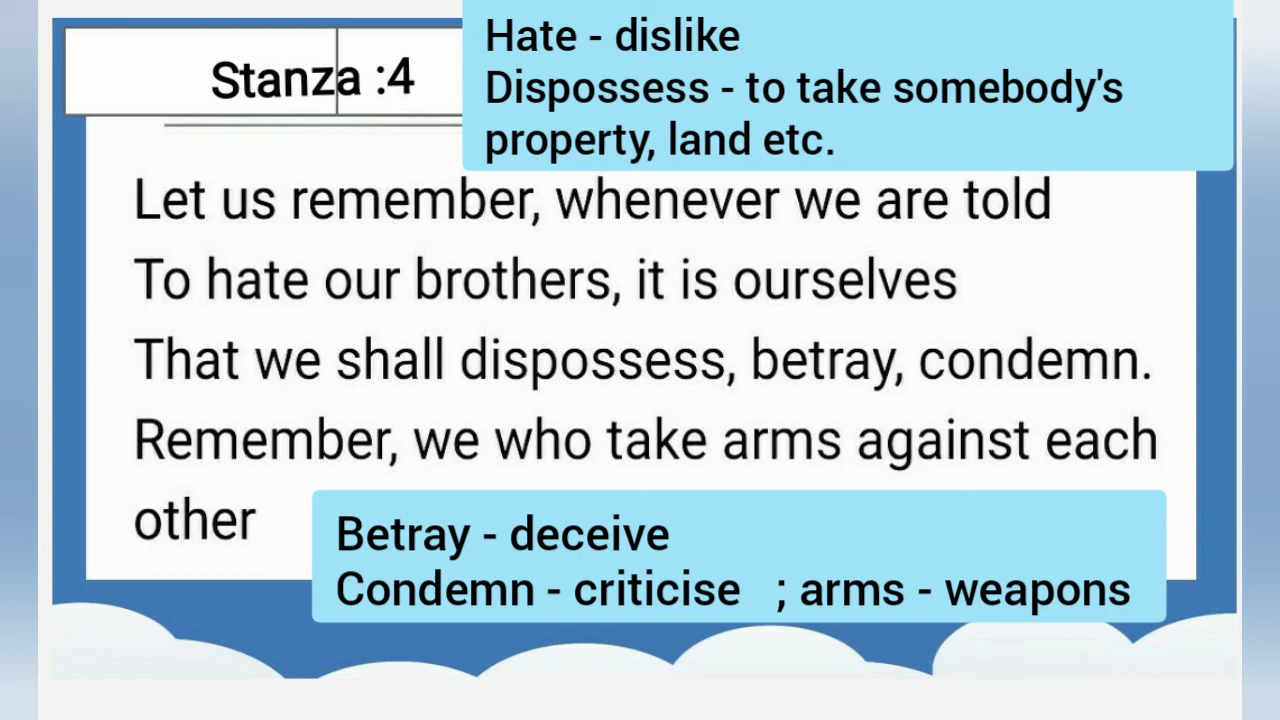 Stanza :4
Hate - dislike
Dispossess - to take somebody's
property, land etc.
Let us remember, whenever we are told
To hate our brothers, it is ourselves
That we shall dispossess, betray, condemn.
Remember, we who take arms against each
other
Betray - deceive
Condemn - criticise ; arms - weapons